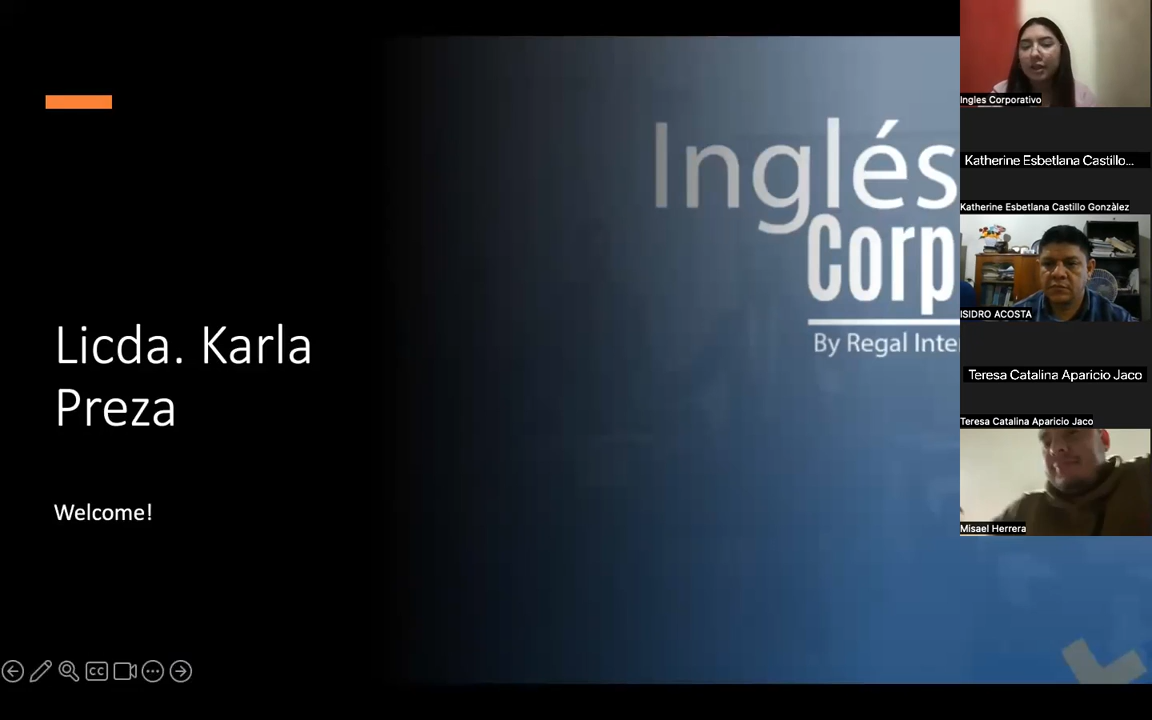 Inglés
Corp
By Regal Inte
Licda. Karla
Preza
Welcome!
CC
Ingles Corporativo
Katherine Esbetlana Castillo...
Katherine Esbetlana Castillo Gonzàlez
ISIDRO ACOSTA
Teresa Catalina Aparicio Jaco
Teresa Catalina Aparicio Jaco
Misael Herrera